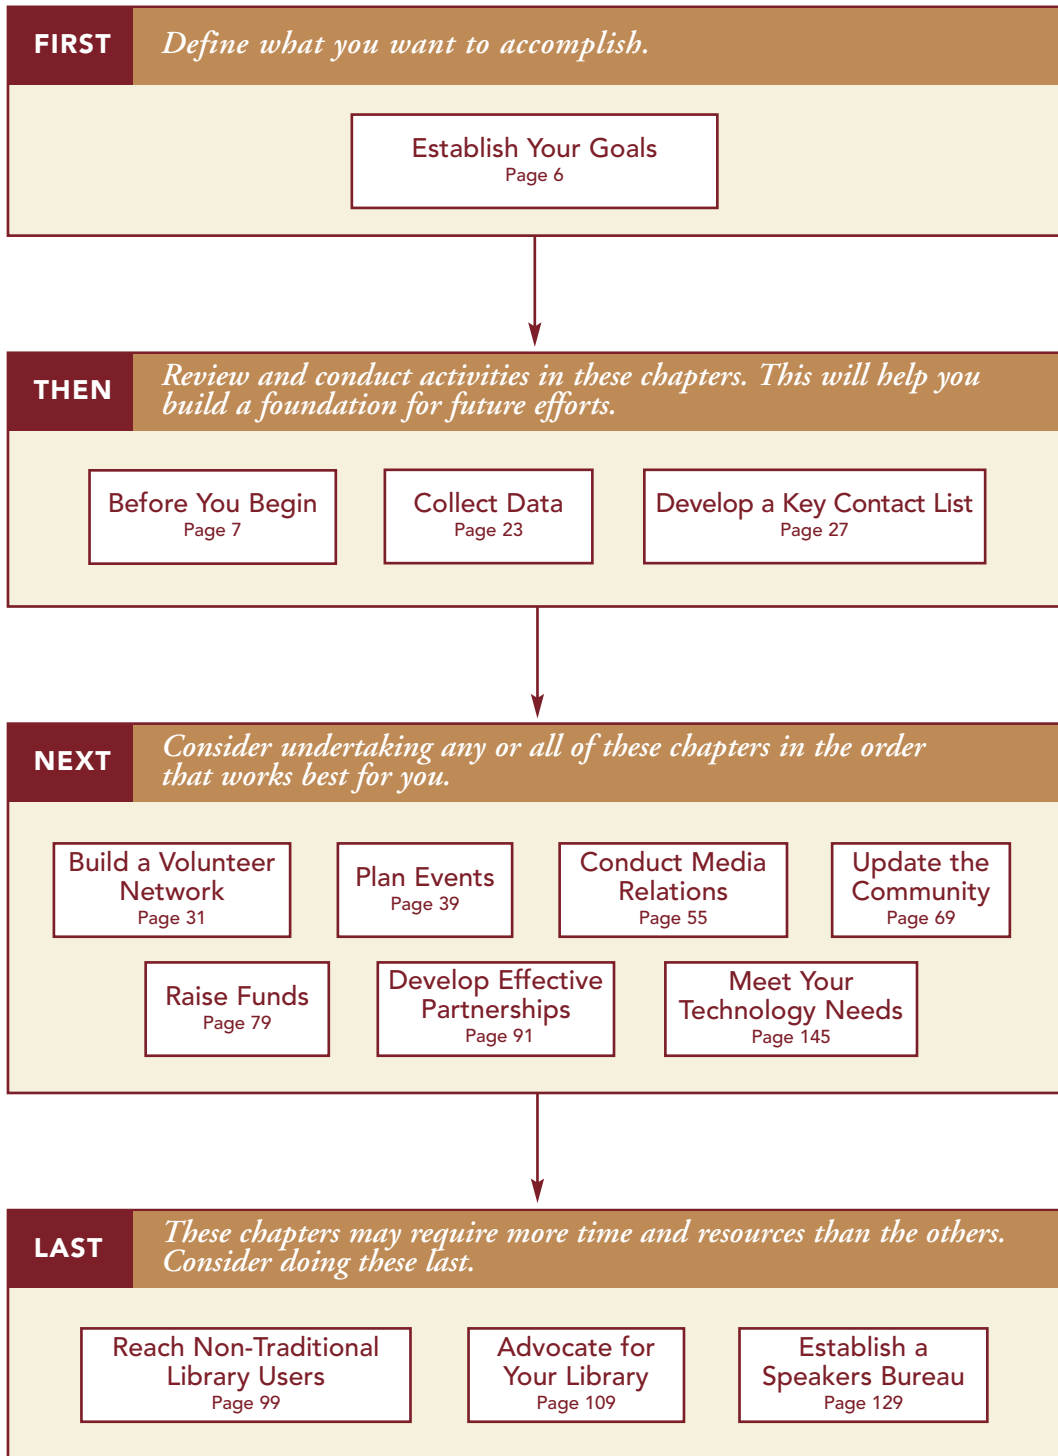 FIRST
Define what you want to accomplish.
Establish Your Goals
Page 6
THEN
Review and conduct activities in these chapters. This will help you
build a foundation for future efforts.
Before You Begin
Page 7
Collect Data
Page 23
Develop a Key Contact List
Page 27
NEXT
Consider undertaking any or all of these chapters in the order
that works best for you.
Build a Volunteer
Network
Page 31
Plan Events
Page 39
Conduct Media
Relations
Page 55
Update the
Community
Page 69
Raise Funds
Page 79
Develop Effective
Partnerships
Page 91
Meet Your
Technology Needs
Page 145
LAST
These chapters may require more time and resources than the others.
Consider doing these last.
Reach Non-Traditional
Library Users
Page 99
Advocate for
Your Library
Page 109
Establish a
Speakers Bureau
Page 129